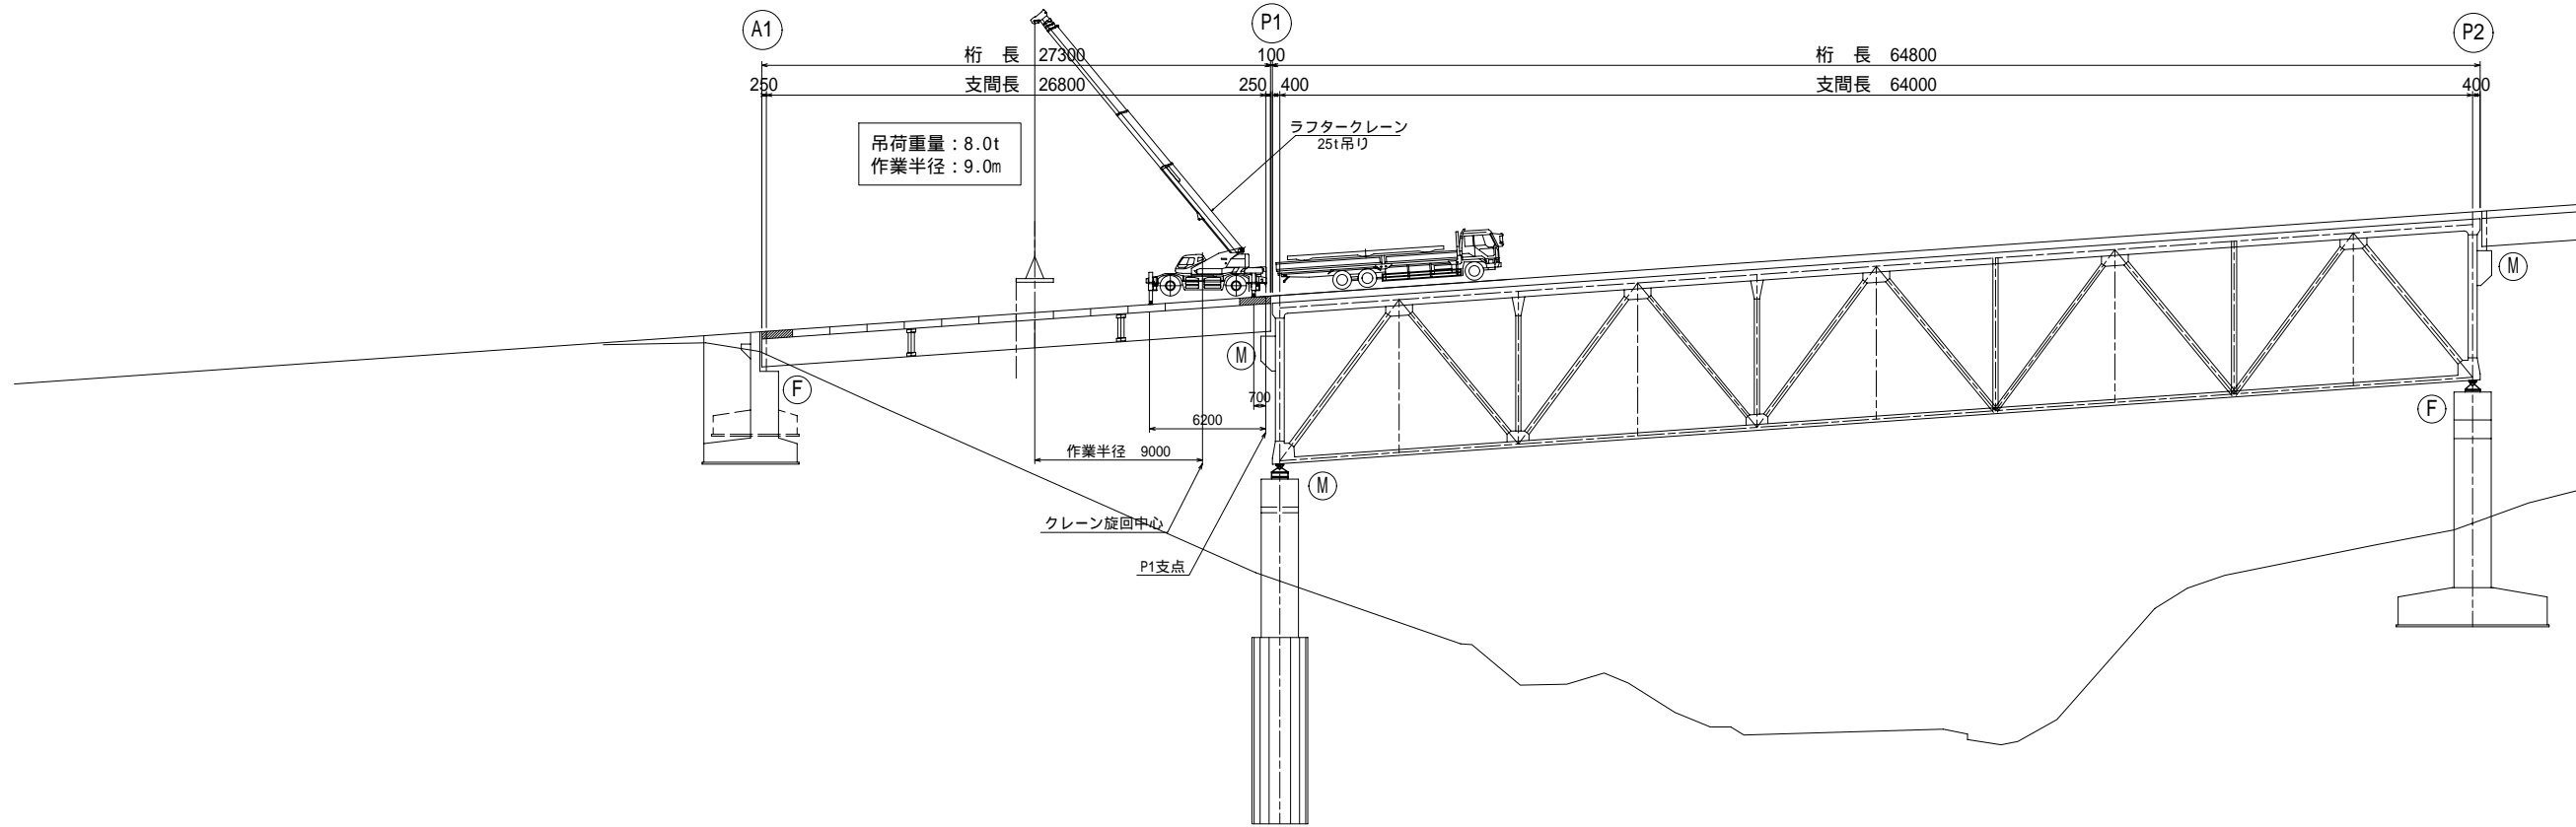 A1
P1
P2
桁　長　27300
100
桁　長　64800
250
支間長　26800
250
400
支間長　64000
400
吊荷重量：8.0t
作業半径：9.0m
ラフタークレーン
25t吊り
M
M
F
700
6200
F
作業半径　9000
M
クレーン旋回中心
P1支点